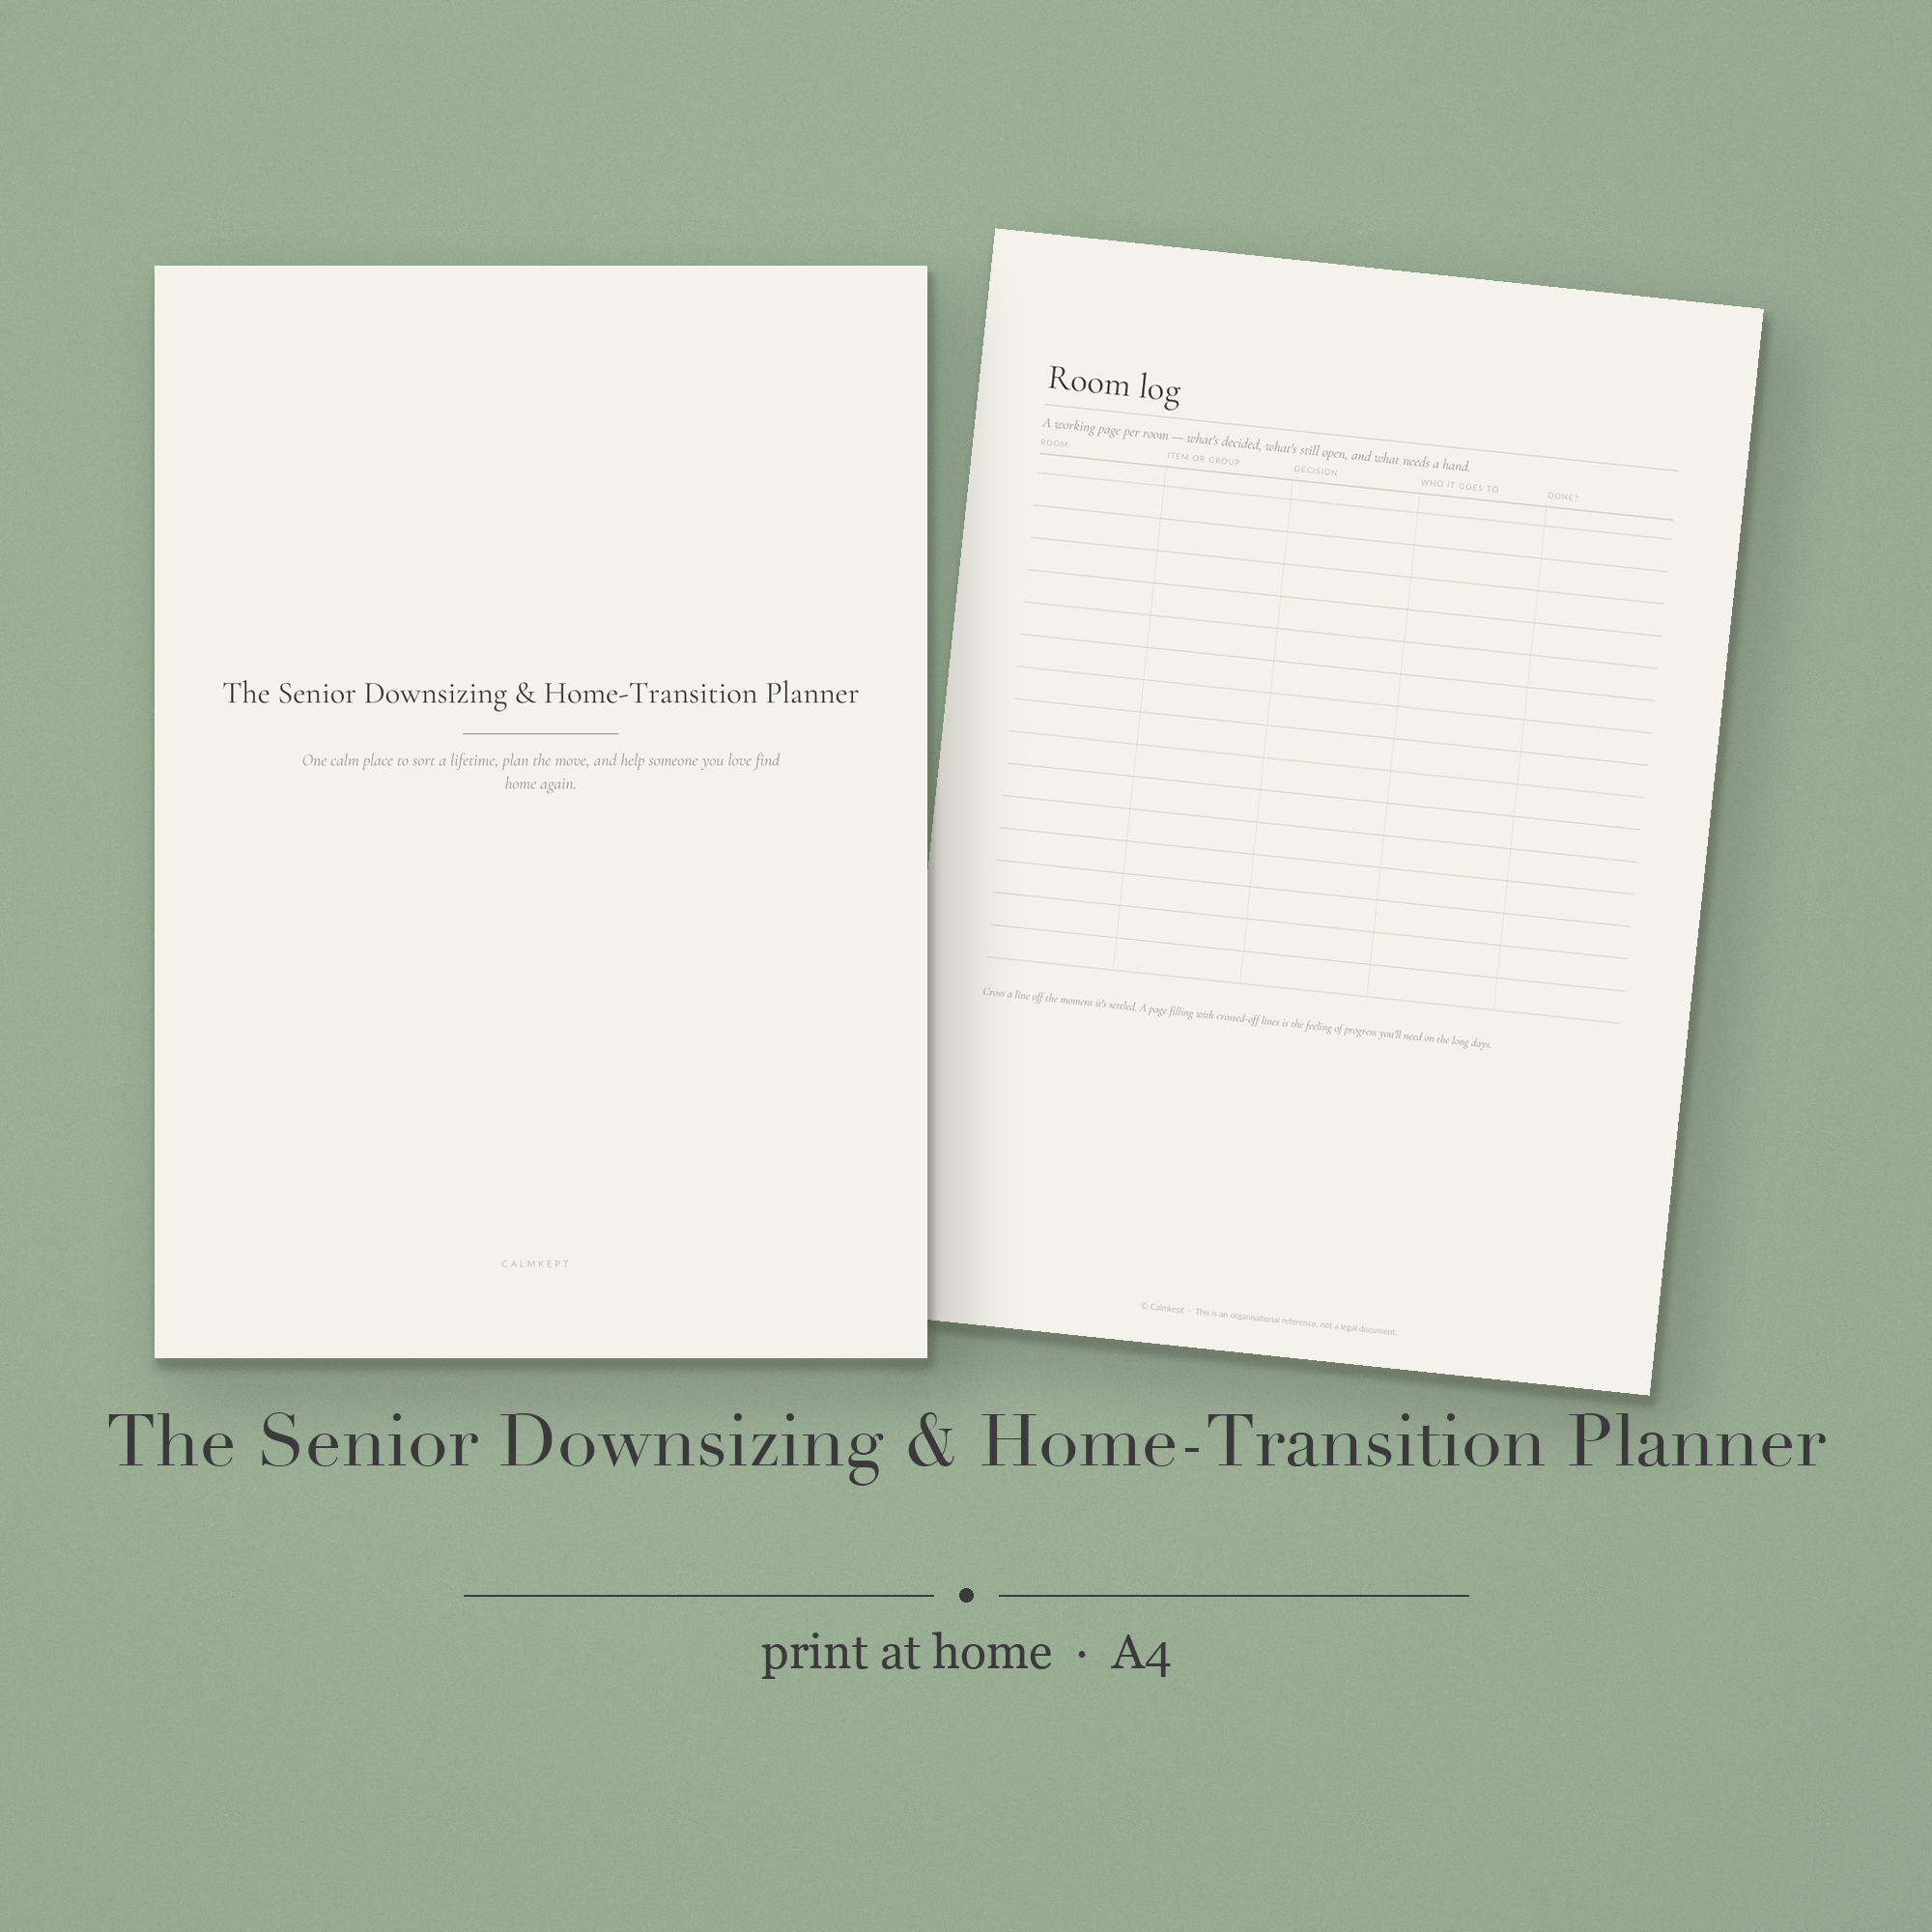 The Senior Downsizing & Home-Transition Planner
One calm place to sort a lifetime, plan the move, and help someone you love find
home again.
CALMKEPT
Room log
A working page per room — what's decided, what's still open, and what needs a hand.
ROOM ITEM OR GROUP DECISION WHO IT GOES TO DONE?
Cross a line off the moment it's settled. A page filling with crossed-off lines is the feeling of progress you'll need on the long days.
© Calmkept · This is an organisational reference, not a legal document.
The Senior Downsizing & Home-Transition Planner
print at home · A4